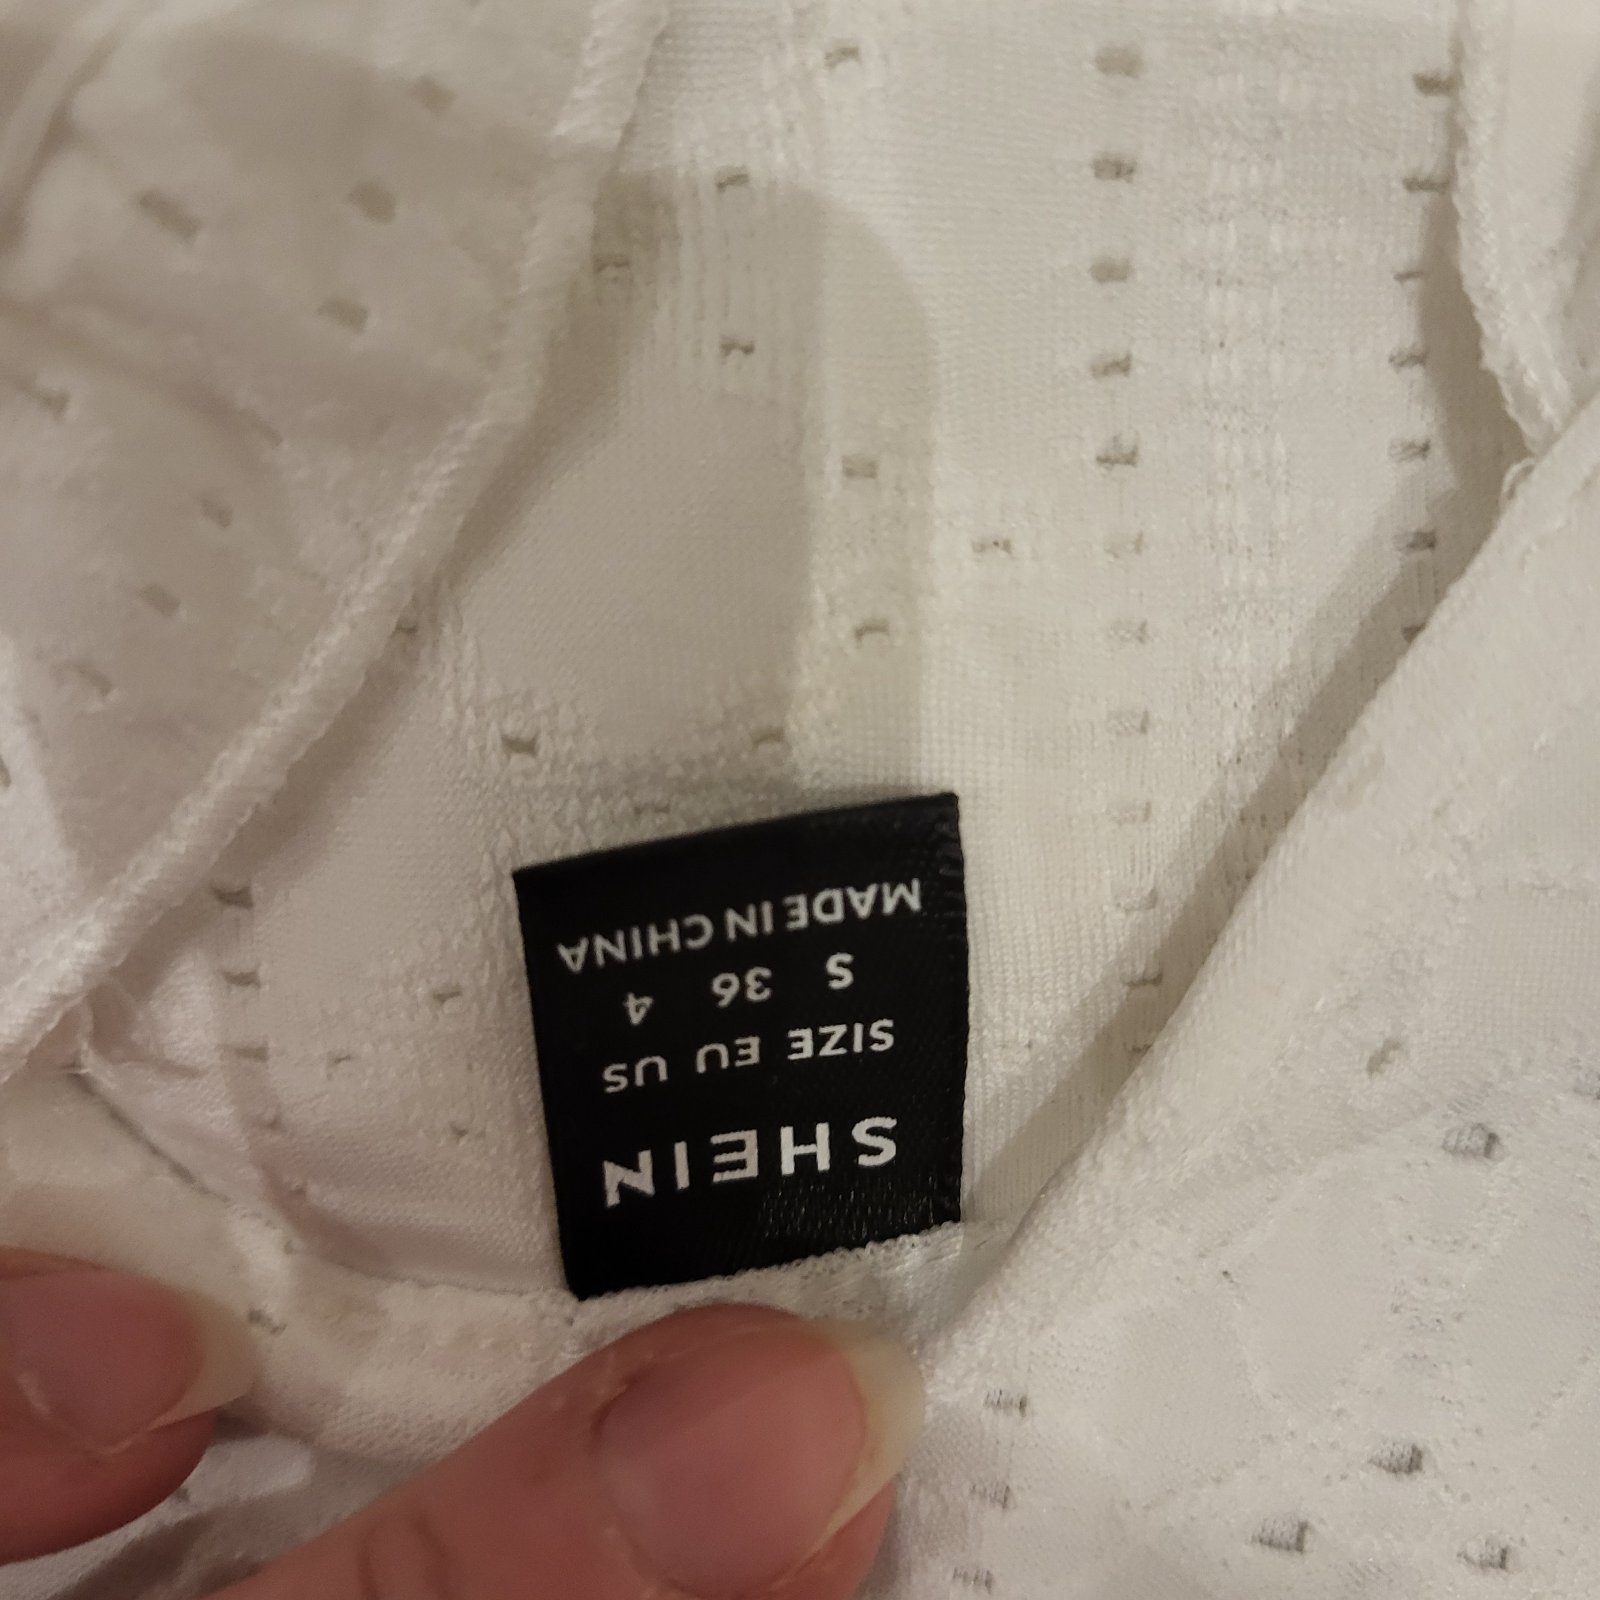 SHEIN
SIZE EU US
S 36 4
MADE IN CHINA